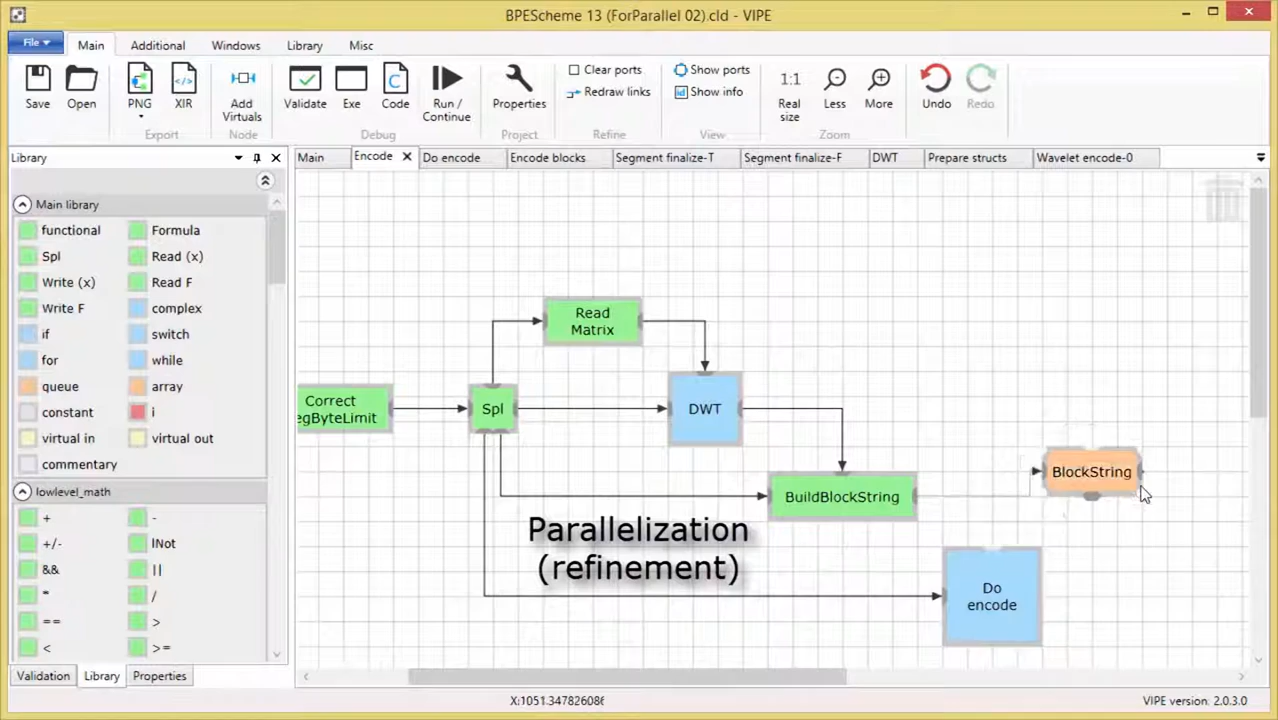 BPEScheme 13 (ForParallel 02).cld - VIPE
File Main Additional Windows Library Misc
Save
Open
PNG
XIR
Export
Add
Virtuals
Node
Validate
Exe
Code
Run /
Continue
Debug
Properties
Project
Clear ports
Redraw links
Refine
Show ports
Show info
View
1:1
Real
size
Less
More
Zoom
Undo
Redo
Library
Main Encode Do encode Encode blocks Segment finalize-T Segment finalize-F DWT Prepare structs Wavelet encode-0
Main library
functional Formula
Spl Read (x)
Write (x) Read F
Write F complex
if switch
for while
queue array
constant i
virtual in virtual out
commentary
lowlevel_math
+ -
+/- INot
&& ||
* /
== >
< >=
Validation Library Properties
Read
Matrix
Correct
egByteLimit
Spl
DWT
BlockString
BuildBlockString
Parallelization
(refinement)
Do
encode
X:1051.347826086
VIPE version: 2.0.3.0